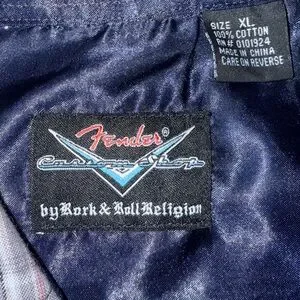 SIZE XL
100% COTTON
RN# 0101924
MADE IN CHINA
CARE ON REVERSE
Fender®
Custom Shop
by Rock & Roll Religion